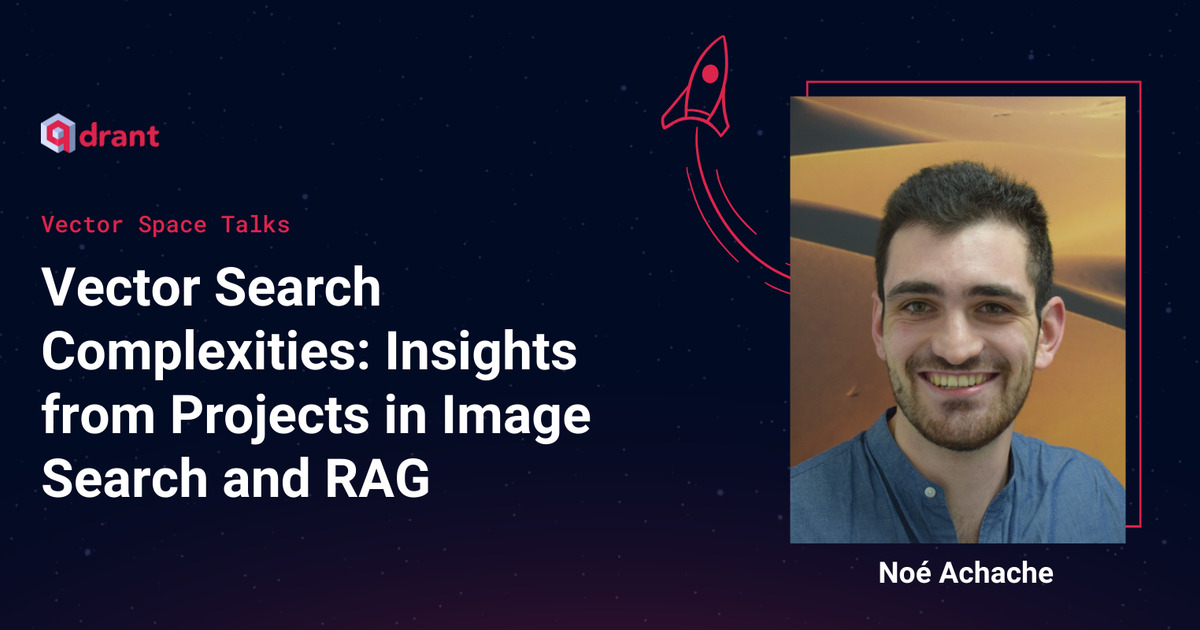 qdrant
Vector Space Talks
Vector Search
Complexities: Insights
from Projects in Image
Search and RAG
Noé Achache